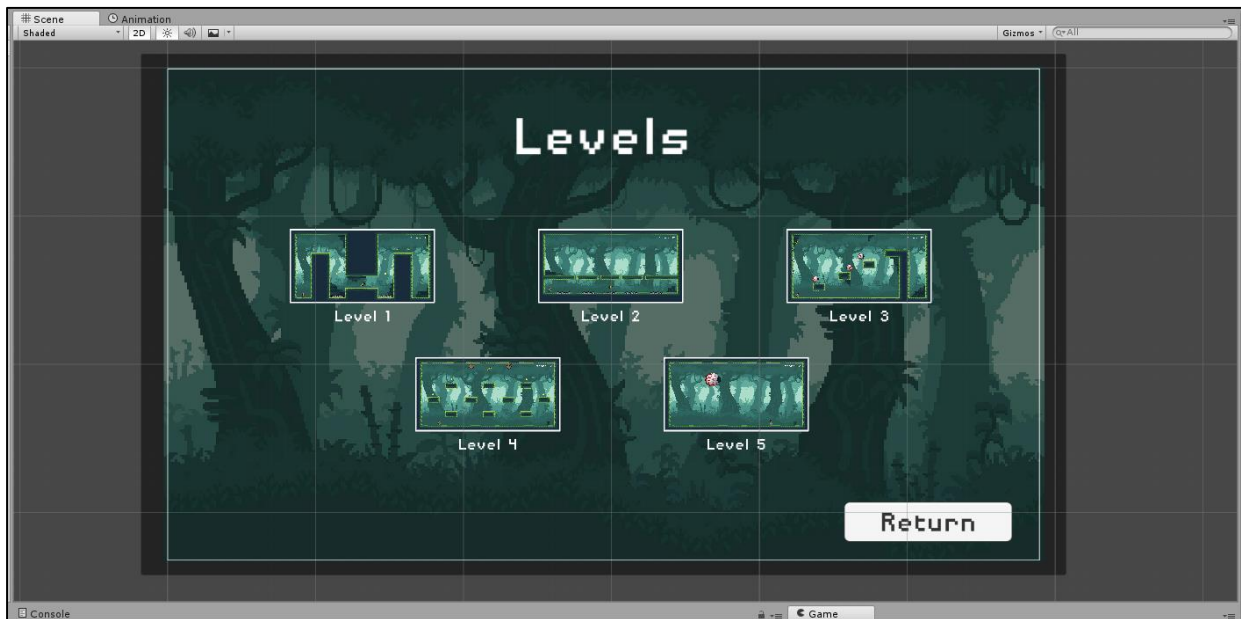 Scene Animation
Shaded 2D Gizmos All
Levels
Level 1 Level 2 Level 3
Level 4 Level 5
Return
Console Game